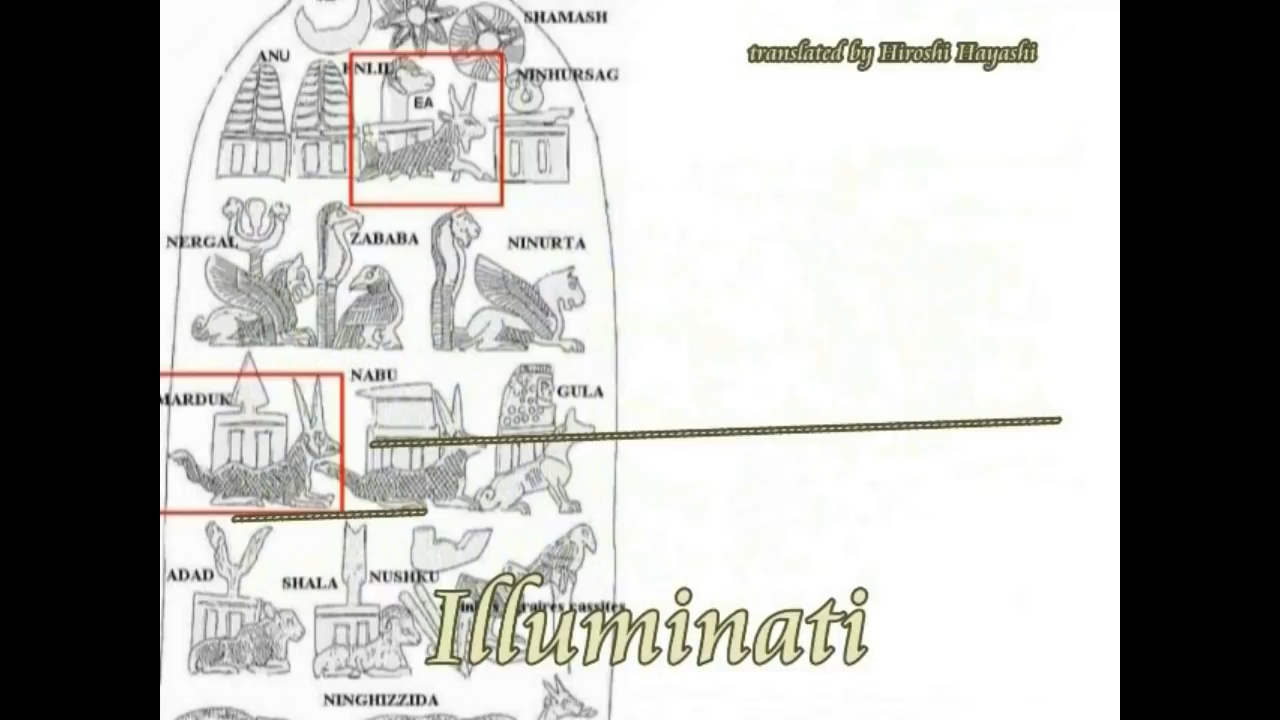 SHAMASH
translated by Hiroshi Hayashi
ANU
ENLIL
NINHURSAG
EA
NERGAL
ZABABA
NINURTA
MARDUK
NABU
GULA
ADAD
SHALA
NUSHKU
Illuminati
NINGHIZZIDA